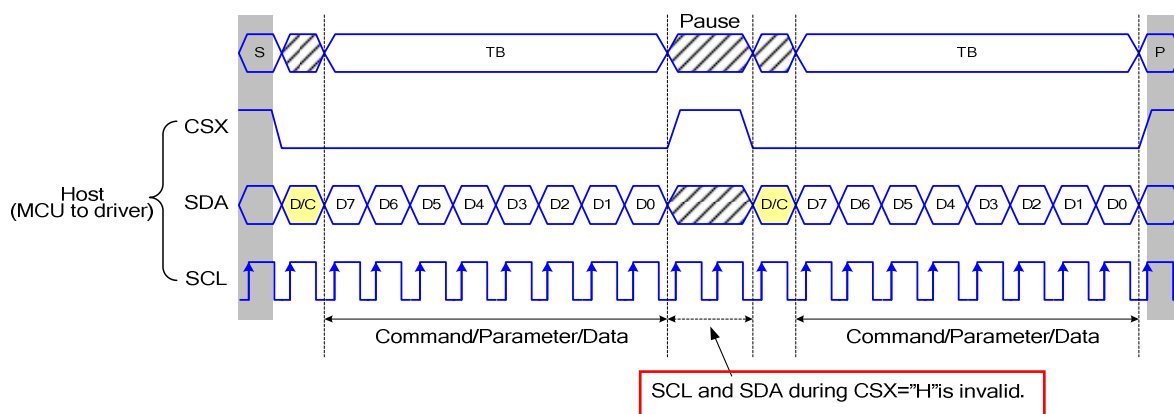 Pause
S TB TB P
CSX
Host
(MCU to driver)
SDA D/C D7 D6 D5 D4 D3 D2 D1 D0 D/C D7 D6 D5 D4 D3 D2 D1 D0
SCL
Command/Parameter/Data Command/Parameter/Data
SCL and SDA during CSX="H"is invalid.